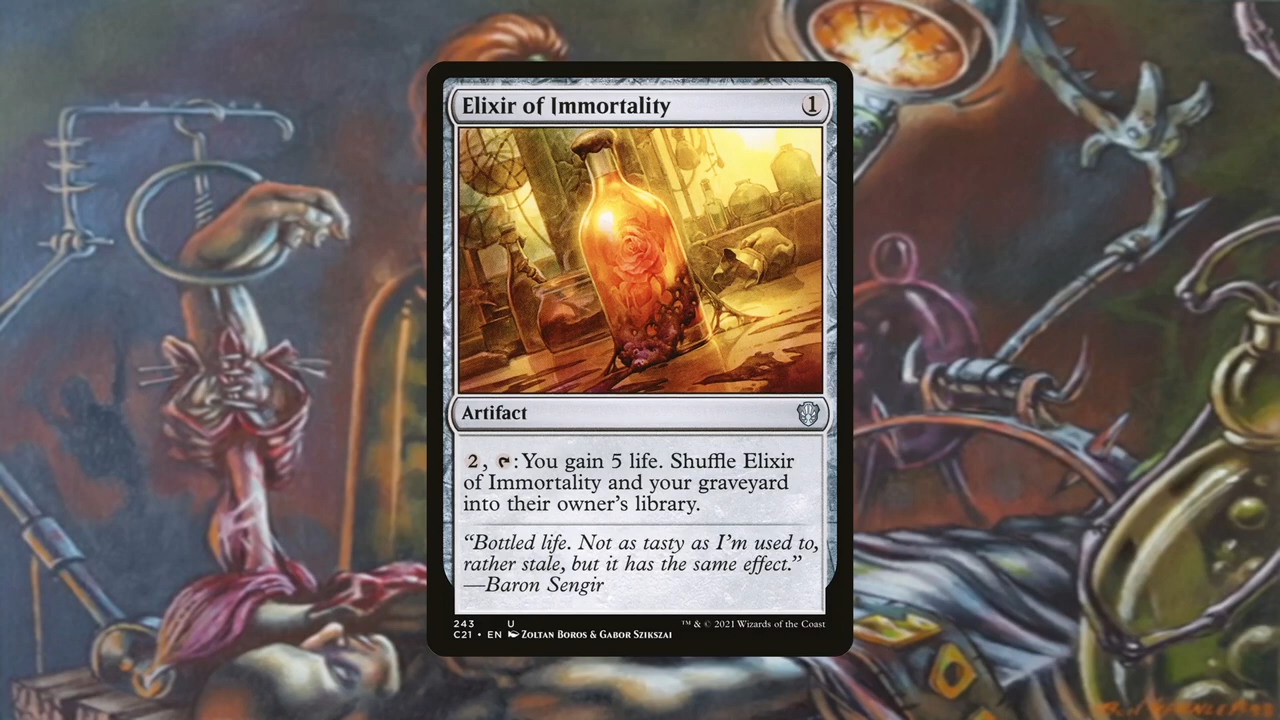 Elixir of Immortality 1
Artifact
2, : You gain 5 life. Shuffle Elixir
of Immortality and your graveyard
into their owner's library.
“Bottled life. Not as tasty as I'm used to,
rather stale, but it has the same effect.”
—Baron Sengir
243 U
C21 • EN ZOLTAN BOROS & GABOR SZIKSZAI
™ & © 2021 Wizards of the Coast